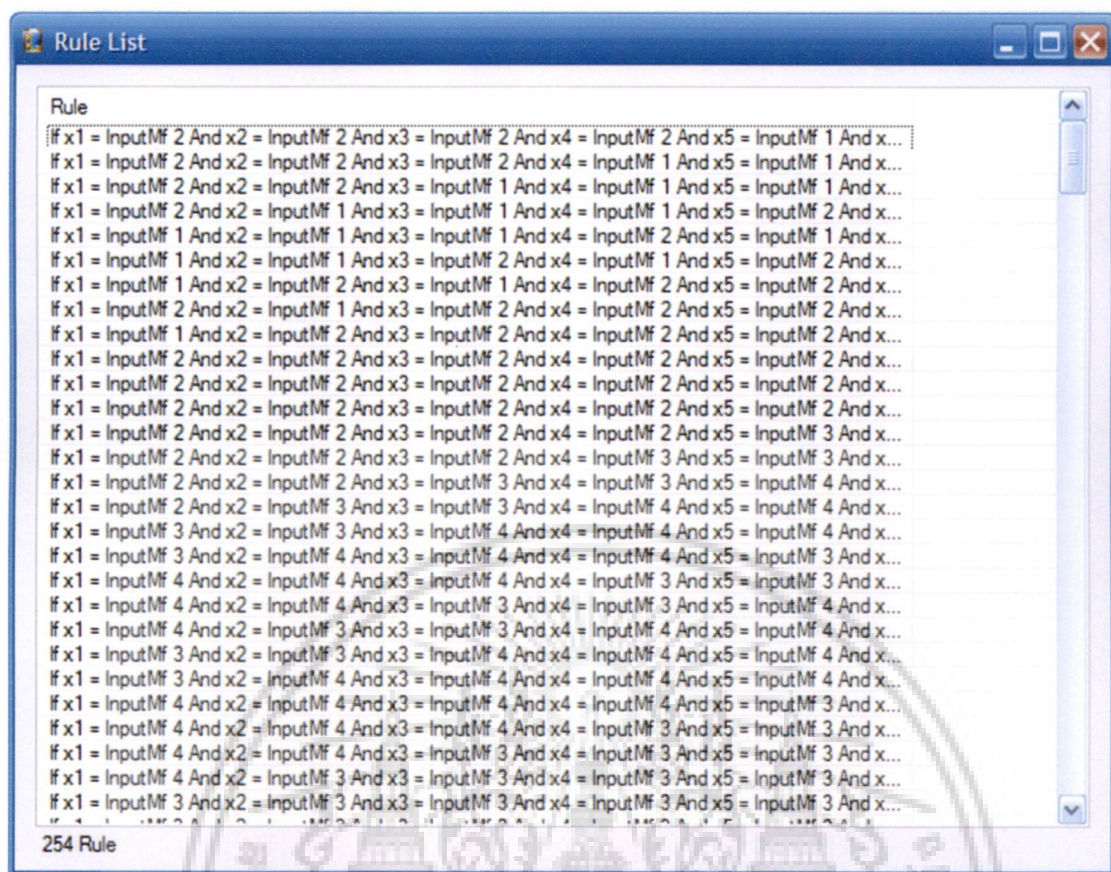 Rule List
Rule
If x1 = InputMf 2 And x2 = InputMf 2 And x3 = InputMf 2 And x4 = InputMf 2 And x5 = InputMf 1 And x...
If x1 = InputMf 2 And x2 = InputMf 2 And x3 = InputMf 2 And x4 = InputMf 1 And x5 = InputMf 1 And x...
If x1 = InputMf 2 And x2 = InputMf 2 And x3 = InputMf 1 And x4 = InputMf 1 And x5 = InputMf 1 And x...
If x1 = InputMf 2 And x2 = InputMf 1 And x3 = InputMf 1 And x4 = InputMf 1 And x5 = InputMf 2 And x...
If x1 = InputMf 1 And x2 = InputMf 1 And x3 = InputMf 1 And x4 = InputMf 2 And x5 = InputMf 1 And x...
If x1 = InputMf 1 And x2 = InputMf 1 And x3 = InputMf 2 And x4 = InputMf 1 And x5 = InputMf 2 And x...
If x1 = InputMf 1 And x2 = InputMf 2 And x3 = InputMf 1 And x4 = InputMf 2 And x5 = InputMf 2 And x...
If x1 = InputMf 2 And x2 = InputMf 1 And x3 = InputMf 2 And x4 = InputMf 2 And x5 = InputMf 2 And x...
If x1 = InputMf 1 And x2 = InputMf 2 And x3 = InputMf 2 And x4 = InputMf 2 And x5 = InputMf 2 And x...
If x1 = InputMf 2 And x2 = InputMf 2 And x3 = InputMf 2 And x4 = InputMf 2 And x5 = InputMf 2 And x...
If x1 = InputMf 2 And x2 = InputMf 2 And x3 = InputMf 2 And x4 = InputMf 2 And x5 = InputMf 2 And x...
If x1 = InputMf 2 And x2 = InputMf 2 And x3 = InputMf 2 And x4 = InputMf 2 And x5 = InputMf 2 And x...
If x1 = InputMf 2 And x2 = InputMf 2 And x3 = InputMf 2 And x4 = InputMf 2 And x5 = InputMf 3 And x...
If x1 = InputMf 2 And x2 = InputMf 2 And x3 = InputMf 2 And x4 = InputMf 3 And x5 = InputMf 3 And x...
If x1 = InputMf 2 And x2 = InputMf 2 And x3 = InputMf 3 And x4 = InputMf 3 And x5 = InputMf 4 And x...
If x1 = InputMf 2 And x2 = InputMf 3 And x3 = InputMf 3 And x4 = InputMf 4 And x5 = InputMf 4 And x...
If x1 = InputMf 3 And x2 = InputMf 3 And x3 = InputMf 4 And x4 = InputMf 4 And x5 = InputMf 4 And x...
If x1 = InputMf 3 And x2 = InputMf 4 And x3 = InputMf 4 And x4 = InputMf 4 And x5 = InputMf 3 And x...
If x1 = InputMf 4 And x2 = InputMf 4 And x3 = InputMf 4 And x4 = InputMf 3 And x5 = InputMf 3 And x...
If x1 = InputMf 4 And x2 = InputMf 4 And x3 = InputMf 3 And x4 = InputMf 3 And x5 = InputMf 4 And x...
If x1 = InputMf 4 And x2 = InputMf 3 And x3 = InputMf 3 And x4 = InputMf 4 And x5 = InputMf 4 And x...
If x1 = InputMf 3 And x2 = InputMf 3 And x3 = InputMf 4 And x4 = InputMf 4 And x5 = InputMf 4 And x...
If x1 = InputMf 3 And x2 = InputMf 4 And x3 = InputMf 4 And x4 = InputMf 4 And x5 = InputMf 4 And x...
If x1 = InputMf 4 And x2 = InputMf 4 And x3 = InputMf 4 And x4 = InputMf 4 And x5 = InputMf 3 And x...
If x1 = InputMf 4 And x2 = InputMf 4 And x3 = InputMf 4 And x4 = InputMf 3 And x5 = InputMf 3 And x...
If x1 = InputMf 4 And x2 = InputMf 4 And x3 = InputMf 3 And x4 = InputMf 3 And x5 = InputMf 3 And x...
If x1 = InputMf 4 And x2 = InputMf 3 And x3 = InputMf 3 And x4 = InputMf 3 And x5 = InputMf 3 And x...
If x1 = InputMf 3 And x2 = InputMf 3 And x3 = InputMf 3 And x4 = InputMf 3 And x5 = InputMf 3 And x...
254 Rule